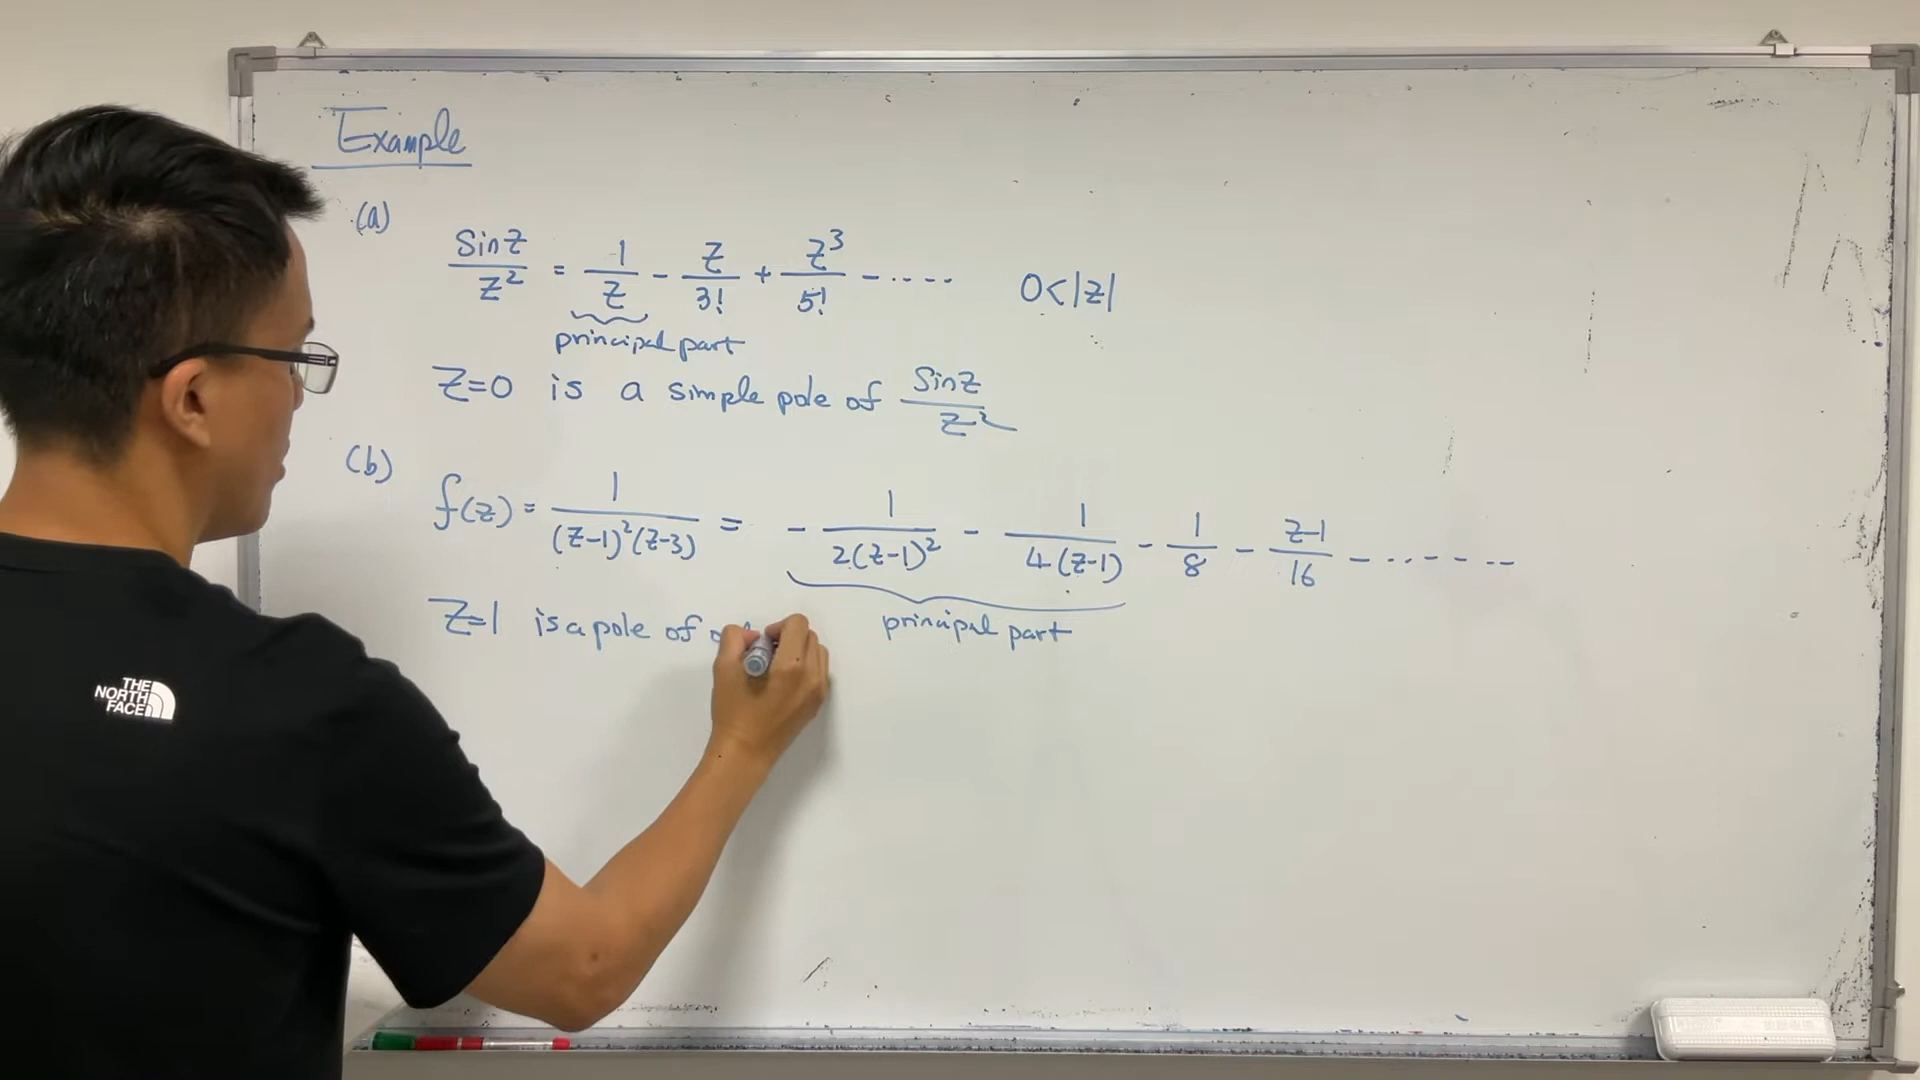 Example
(a)
sinz/z² = 1/z - z/3! + z³/5! - ..... 0<|z|
principal part
z=0 is a simple pole of sinz/z²
(b)
f(z) = 1/((z-1)²(z-3)) = - 1/(2(z-1)²) - 1/(4(z-1)) - 1/8 - (z-1)/16 - .......
principal part
z=1 is a pole of
THE
NORTH
FACE